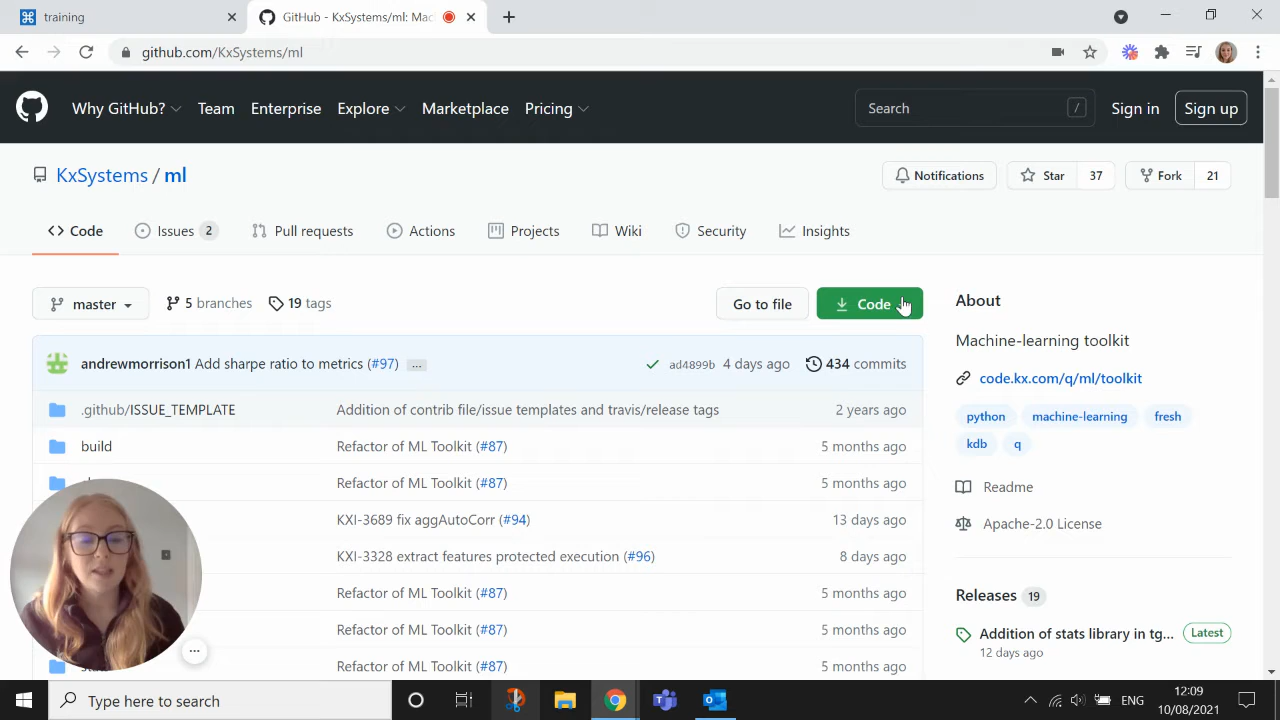 training
GitHub - KxSystems/ml: Mac
github.com/KxSystems/ml
Why GitHub?
Team
Enterprise
Explore
Marketplace
Pricing
Search
/
Sign in
Sign up
KxSystems / ml
Notifications
Star
37
Fork
21
Code
Issues 2
Pull requests
Actions
Projects
Wiki
Security
Insights
master
5 branches
19 tags
Go to file
Code
About
Machine-learning toolkit
code.kx.com/q/ml/toolkit
python
machine-learning
fresh
kdb
q
Readme
Apache-2.0 License
Releases 19
Addition of stats library in tg...
Latest
12 days ago
andrewmorrison1 Add sharpe ratio to metrics (#97) ...
ad4899b 4 days ago
434 commits
.github/ISSUE_TEMPLATE
Addition of contrib file/issue templates and travis/release tags
2 years ago
build
Refactor of ML Toolkit (#87)
5 months ago
Refactor of ML Toolkit (#87)
5 months ago
KXI-3689 fix aggAutoCorr (#94)
13 days ago
KXI-3328 extract features protected execution (#96)
8 days ago
Refactor of ML Toolkit (#87)
5 months ago
Refactor of ML Toolkit (#87)
5 months ago
Refactor of ML Toolkit (#87)
5 months ago
Type here to search
ENG
12:09
10/08/2021